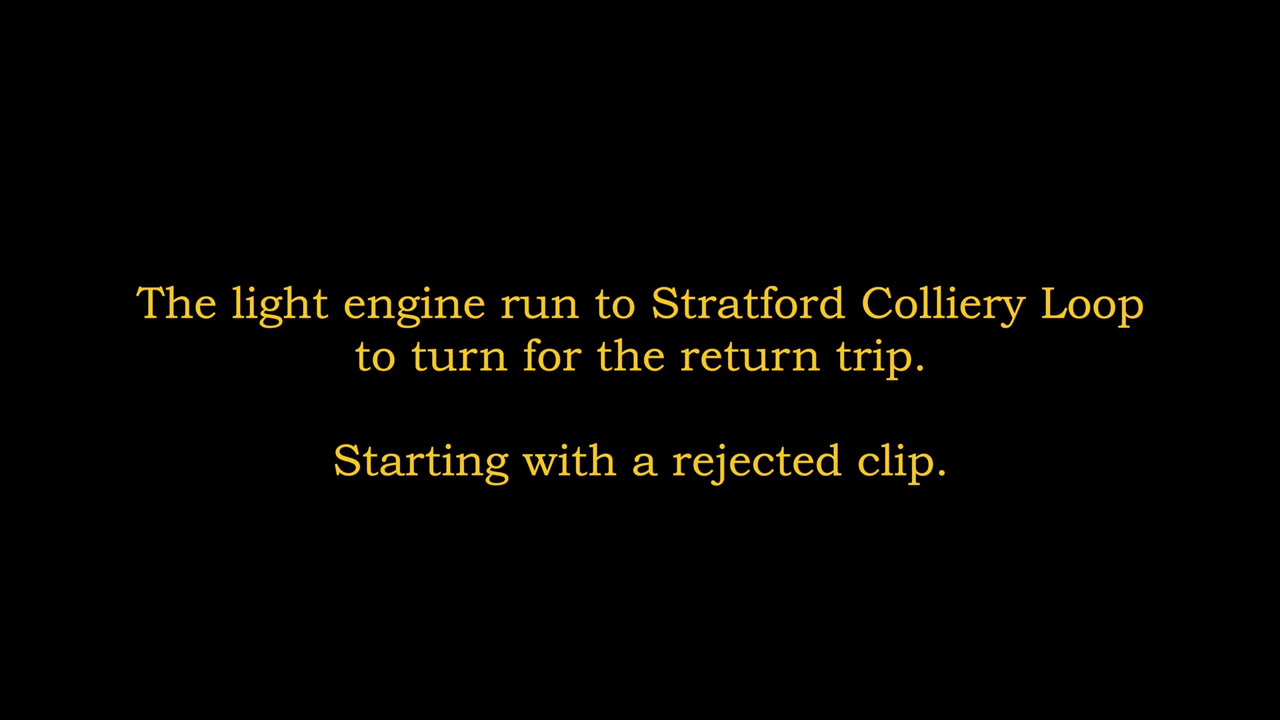 The light engine run to Stratford Colliery Loop
to turn for the return trip.
Starting with a rejected clip.